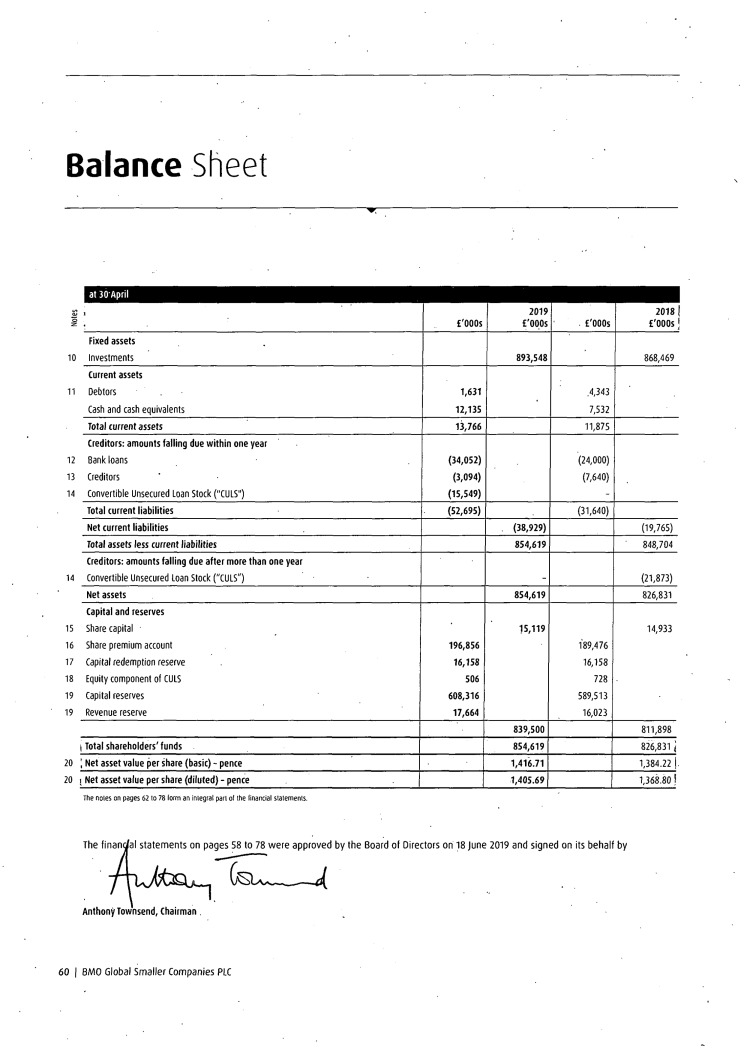 Balance Sheet
at 30 April
Notes
2019 2018
£'000s £'000s £'000s £'000s
Fixed assets
10 Investments 893,548 868,469
Current assets
11 Debtors 1,631 4,343
Cash and cash equivalents 12,135 7,532
Total current assets 13,766 11,875
Creditors: amounts falling due within one year
12 Bank loans (34,052) (24,000)
13 Creditors (3,094) (7,640)
14 Convertible Unsecured Loan Stock ("CULS") (15,549) –
Total current liabilities (52,695) (31,640)
Net current liabilities (38,929) (19,765)
Total assets less current liabilities 854,619 848,704
Creditors: amounts falling due after more than one year
14 Convertible Unsecured Loan Stock ("CULS") – (21,873)
Net assets 854,619 826,831
Capital and reserves
15 Share capital 15,119 14,933
16 Share premium account 196,856 189,476
17 Capital redemption reserve 16,158 16,158
18 Equity component of CULS 506 728
19 Capital reserves 608,316 589,513
19 Revenue reserve 17,664 16,023
839,500 811,898
Total shareholders' funds 854,619 826,831
20 Net asset value per share (basic) – pence 1,416.71 1,384.22
20 Net asset value per share (diluted) – pence 1,405.69 1,368.80
The notes on pages 62 to 78 form an integral part of the financial statements.
The financial statements on pages 58 to 78 were approved by the Board of Directors on 18 June 2019 and signed on its behalf by
Anthony Townsend
Anthony Townsend, Chairman
60 | BMO Global Smaller Companies PLC